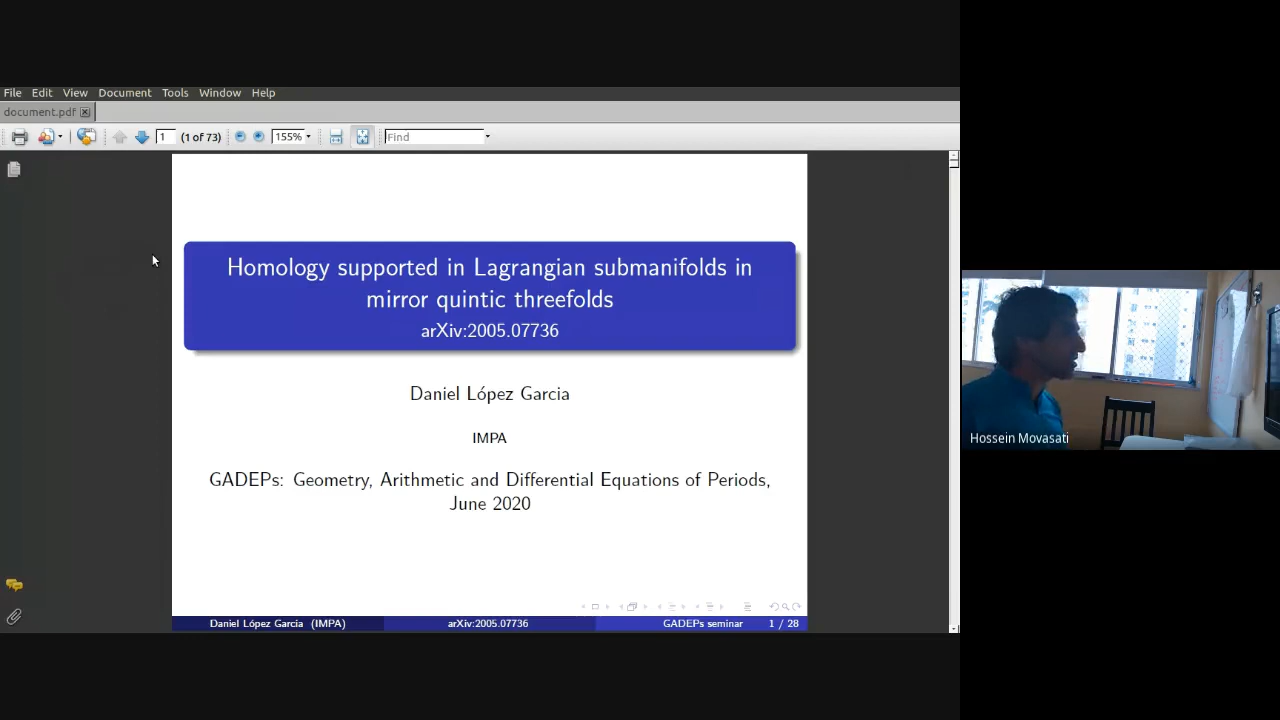 File Edit View Document Tools Window Help
document.pdf
1 (1 of 73) 155% Find
Homology supported in Lagrangian submanifolds in
mirror quintic threefolds
arXiv:2005.07736
Daniel López Garcia
IMPA
GADEPs: Geometry, Arithmetic and Differential Equations of Periods,
June 2020
Daniel López Garcia (IMPA) arXiv:2005.07736 GADEPs seminar 1 / 28
Hossein Movasati